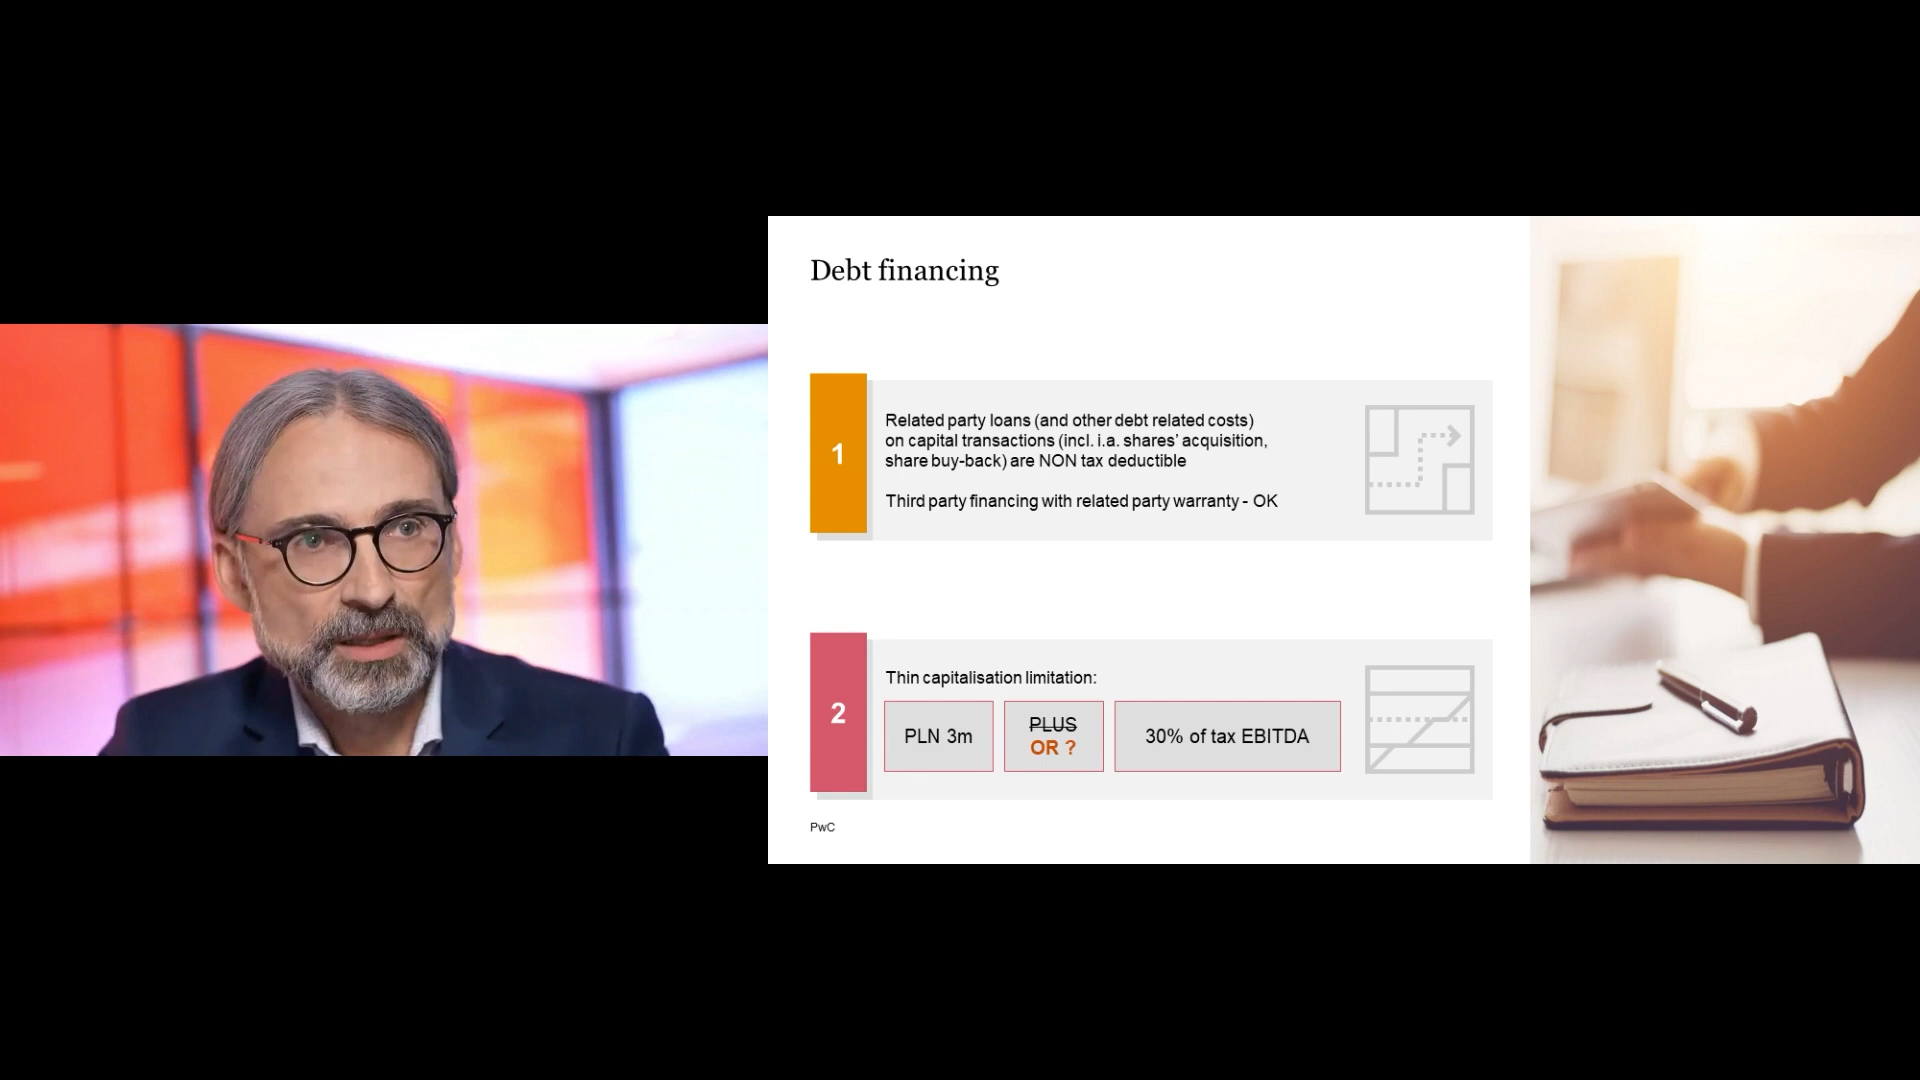 Debt financing
1
Related party loans (and other debt related costs)
on capital transactions (incl. i.a. shares' acquisition,
share buy-back) are NON tax deductible
Third party financing with related party warranty - OK
2
Thin capitalisation limitation:
PLN 3m
PLUS
OR ?
30% of tax EBITDA
PwC